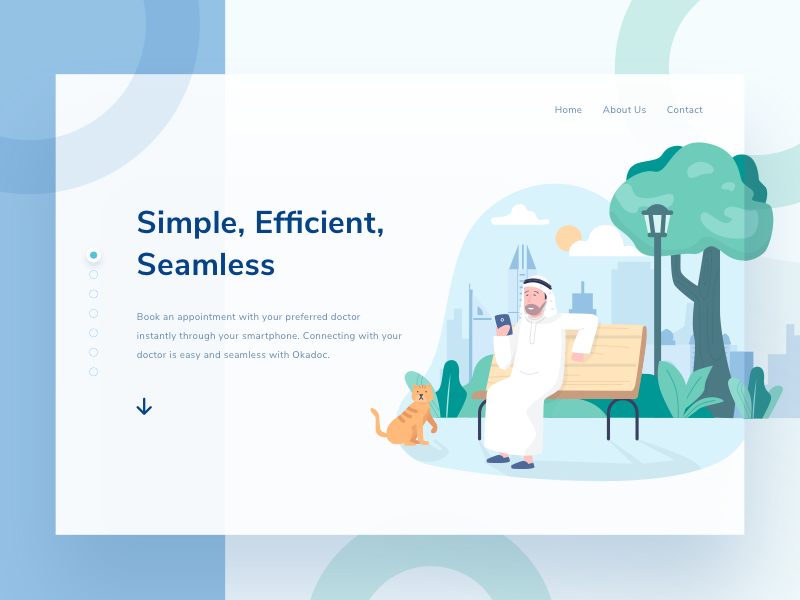 Home About Us Contact
Simple, Efficient,
Seamless
Book an appointment with your preferred doctor
instantly through your smartphone. Connecting with your
doctor is easy and seamless with Okadoc.